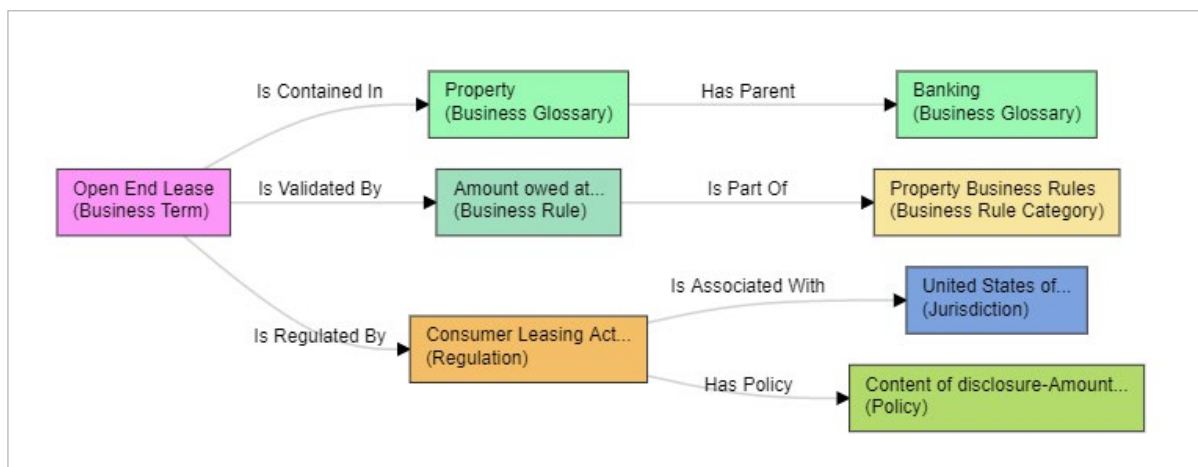 Is Contained In
Property
(Business Glossary)
Has Parent
Banking
(Business Glossary)
Open End Lease
(Business Term)
Is Validated By
Amount owed at...
(Business Rule)
Is Part Of
Property Business Rules
(Business Rule Category)
Is Regulated By
Consumer Leasing Act...
(Regulation)
Is Associated With
United States of...
(Jurisdiction)
Has Policy
Content of disclosure-Amount...
(Policy)